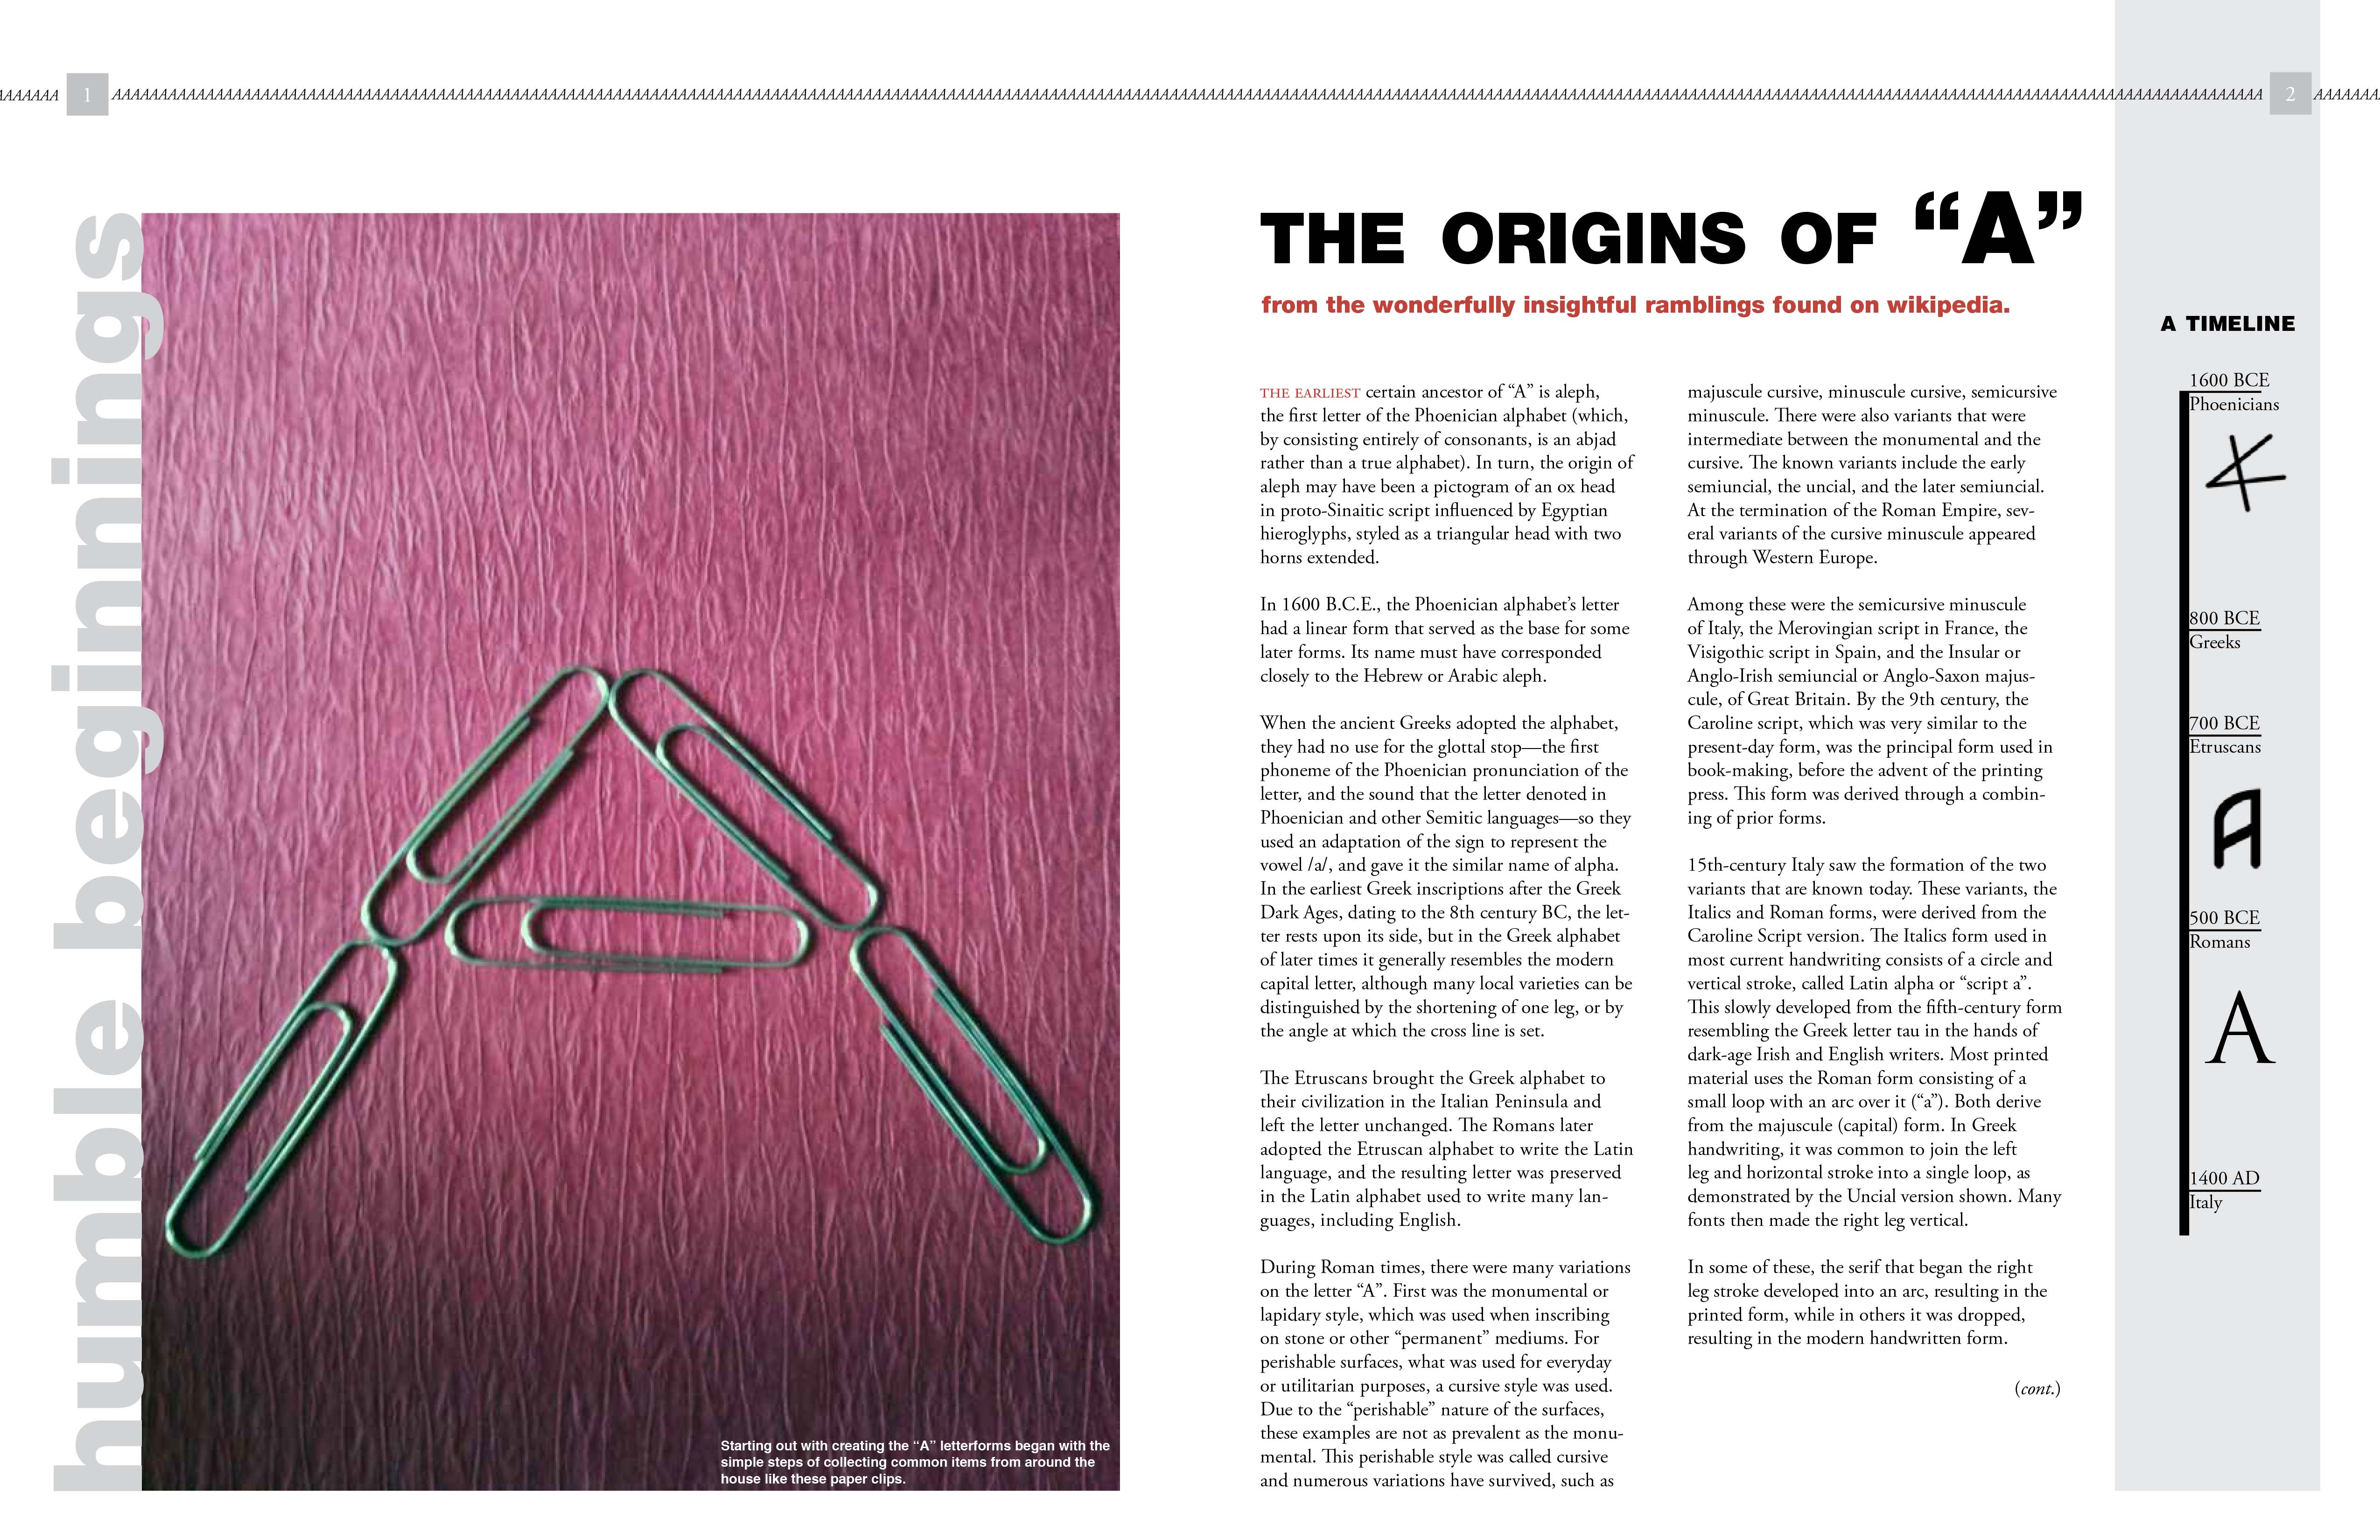 1
2
humble beginnings
Starting out with creating the “A” letterforms began with the
simple steps of collecting common items from around the
house like these paper clips.
THE ORIGINS OF “A”
from the wonderfully insightful ramblings found on wikipedia.
THE EARLIEST certain ancestor of “A” is aleph,
the first letter of the Phoenician alphabet (which,
by consisting entirely of consonants, is an abjad
rather than a true alphabet). In turn, the origin of
aleph may have been a pictogram of an ox head
in proto-Sinaitic script influenced by Egyptian
hieroglyphs, styled as a triangular head with two
horns extended.
In 1600 B.C.E., the Phoenician alphabet’s letter
had a linear form that served as the base for some
later forms. Its name must have corresponded
closely to the Hebrew or Arabic aleph.
When the ancient Greeks adopted the alphabet,
they had no use for the glottal stop—the first
phoneme of the Phoenician pronunciation of the
letter, and the sound that the letter denoted in
Phoenician and other Semitic languages—so they
used an adaptation of the sign to represent the
vowel /a/, and gave it the similar name of alpha.
In the earliest Greek inscriptions after the Greek
Dark Ages, dating to the 8th century BC, the let-
ter rests upon its side, but in the Greek alphabet
of later times it generally resembles the modern
capital letter, although many local varieties can be
distinguished by the shortening of one leg, or by
the angle at which the cross line is set.
The Etruscans brought the Greek alphabet to
their civilization in the Italian Peninsula and
left the letter unchanged. The Romans later
adopted the Etruscan alphabet to write the Latin
language, and the resulting letter was preserved
in the Latin alphabet used to write many lan-
guages, including English.
During Roman times, there were many variations
on the letter “A”. First was the monumental or
lapidary style, which was used when inscribing
on stone or other “permanent” mediums. For
perishable surfaces, what was used for everyday
or utilitarian purposes, a cursive style was used.
Due to the “perishable” nature of the surfaces,
these examples are not as prevalent as the monu-
mental. This perishable style was called cursive
and numerous variations have survived, such as
majuscule cursive, minuscule cursive, semicursive
minuscule. There were also variants that were
intermediate between the monumental and the
cursive. The known variants include the early
semiuncial, the uncial, and the later semiuncial.
At the termination of the Roman Empire, sev-
eral variants of the cursive minuscule appeared
through Western Europe.
Among these were the semicursive minuscule
of Italy, the Merovingian script in France, the
Visigothic script in Spain, and the Insular or
Anglo-Irish semiuncial or Anglo-Saxon majus-
cule, of Great Britain. By the 9th century, the
Caroline script, which was very similar to the
present-day form, was the principal form used in
book-making, before the advent of the printing
press. This form was derived through a combin-
ing of prior forms.
15th-century Italy saw the formation of the two
variants that are known today. These variants, the
Italics and Roman forms, were derived from the
Caroline Script version. The Italics form used in
most current handwriting consists of a circle and
vertical stroke, called Latin alpha or “script a”.
This slowly developed from the fifth-century form
resembling the Greek letter tau in the hands of
dark-age Irish and English writers. Most printed
material uses the Roman form consisting of a
small loop with an arc over it (“a”). Both derive
from the majuscule (capital) form. In Greek
handwriting, it was common to join the left
leg and horizontal stroke into a single loop, as
demonstrated by the Uncial version shown. Many
fonts then made the right leg vertical.
In some of these, the serif that began the right
leg stroke developed into an arc, resulting in the
printed form, while in others it was dropped,
resulting in the modern handwritten form.
(cont.)
A TIMELINE
1600 BCE
Phoenicians
800 BCE
Greeks
700 BCE
Etruscans
A
500 BCE
Romans
A
1400 AD
Italy